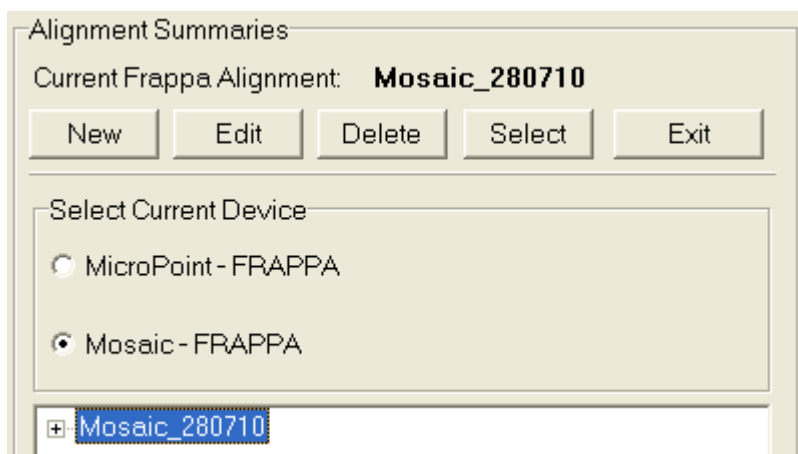 Alignment Summaries
Current Frappa Alignment: Mosaic_280710
New Edit Delete Select Exit
Select Current Device
MicroPoint - FRAPPA
Mosaic - FRAPPA
Mosaic_280710